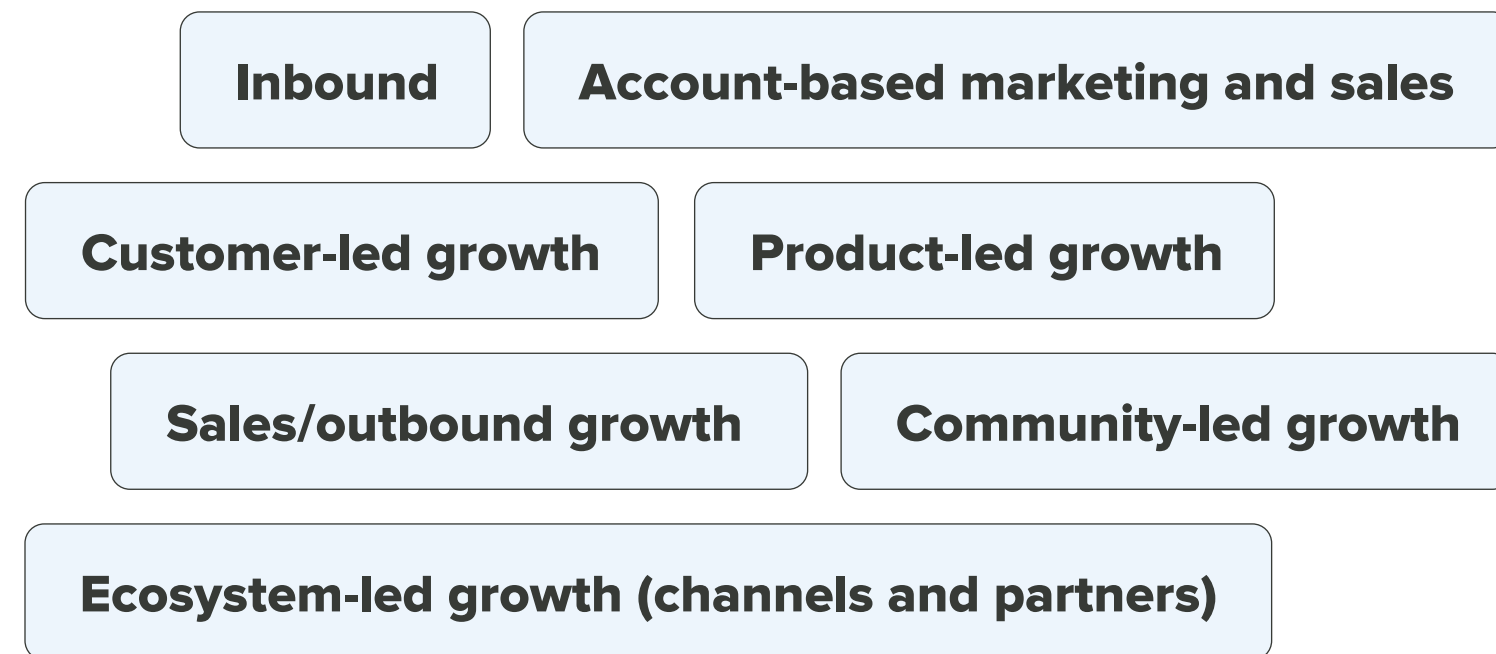 Inbound
Account-based marketing and sales
Customer-led growth
Product-led growth
Sales/outbound growth
Community-led growth
Ecosystem-led growth (channels and partners)